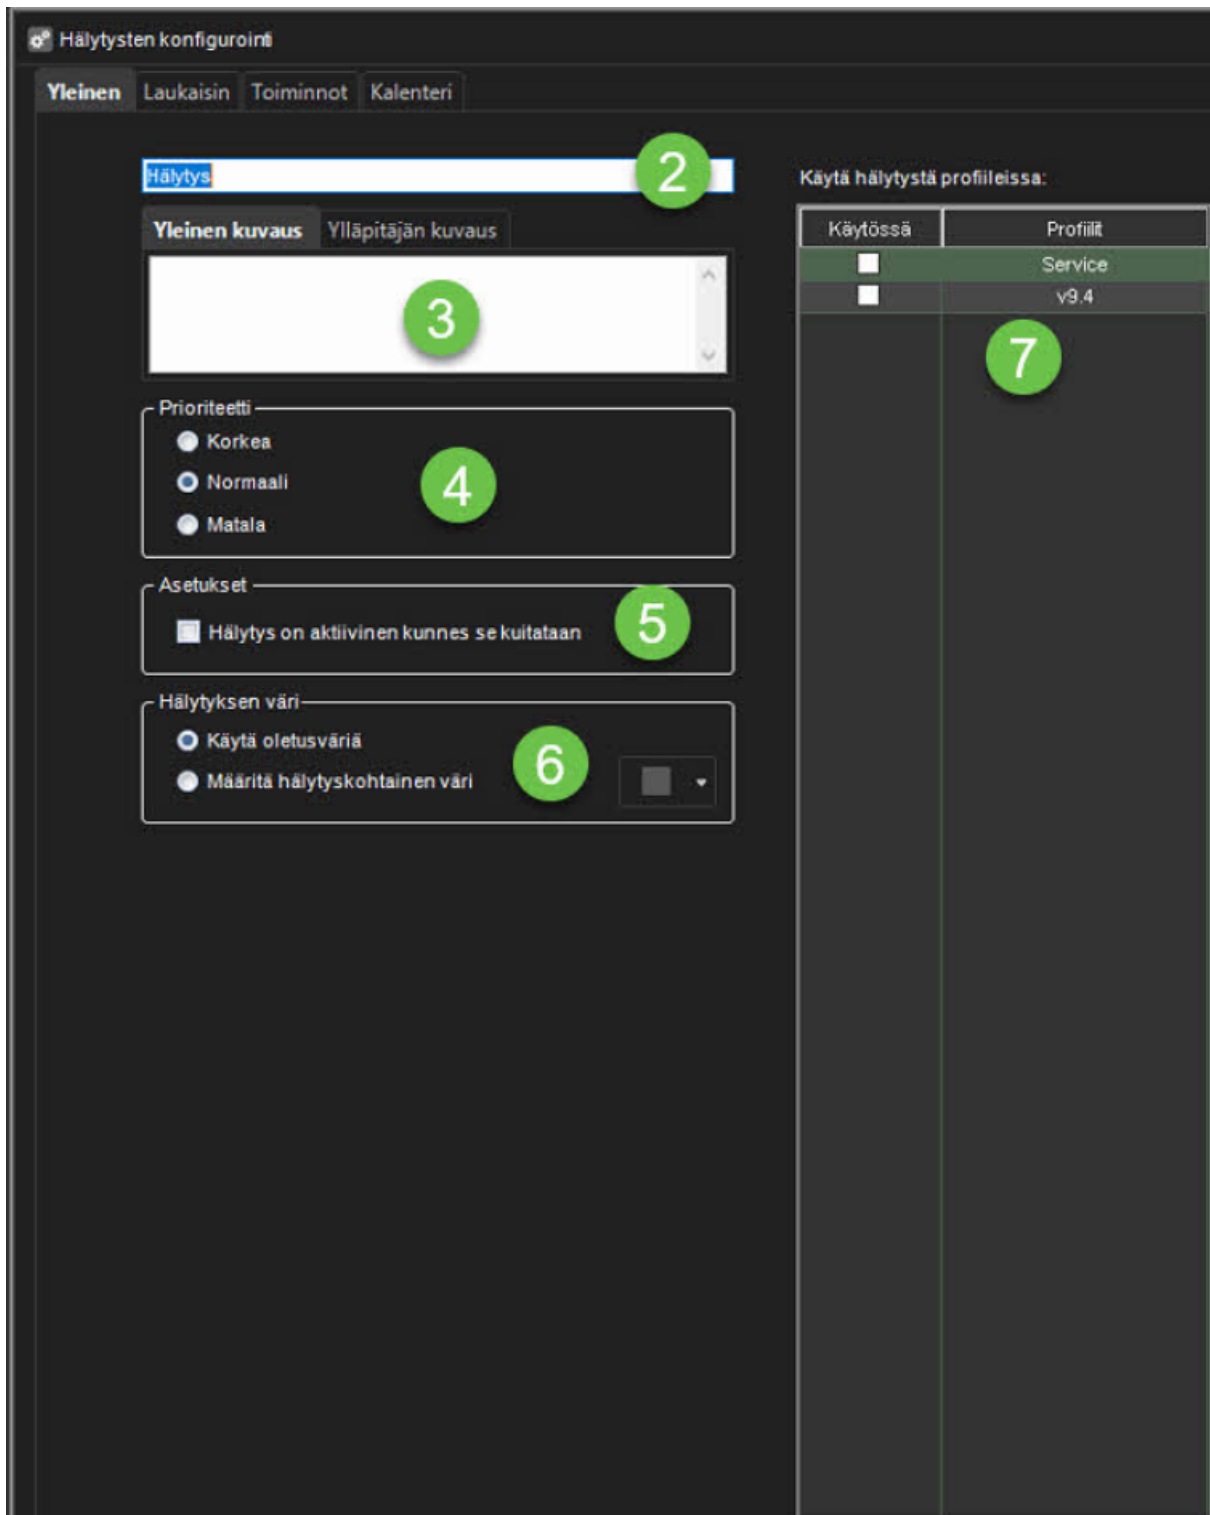 Hälytysten konfigurointi
Yleinen Laukaisin Toiminnot Kalenteri
Hälytys 2
Yleinen kuvaus Ylläpitäjän kuvaus
3
Prioriteetti
Korkea
Normaali
Matala
4
Asetukset
Hälytys on aktiivinen kunnes se kuitataan
5
Hälytyksen väri
Käytä oletusväriä
Määritä hälytyskohtainen väri
6
Käytä hälytystä profiileissa:
Käytössä Profiilit
Service
v9.4
7